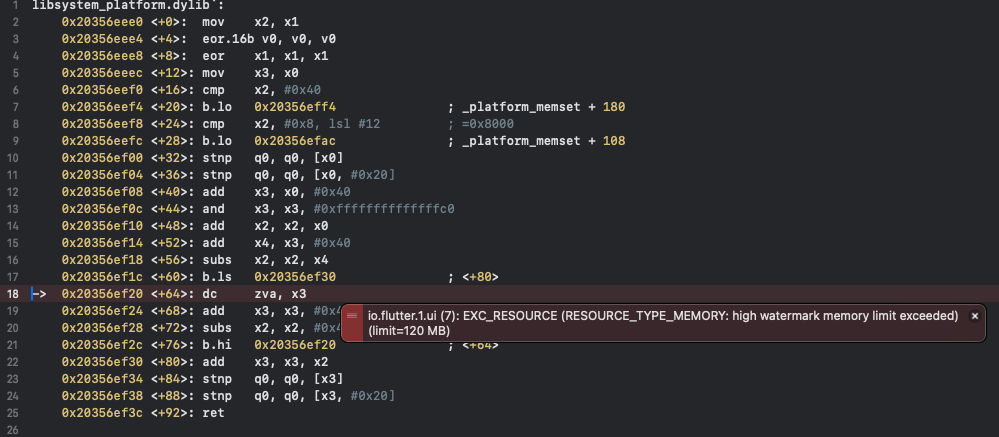 1 libsystem_platform.dylib`:
2 0x20356eee0 <+0>: mov x2, x1
3 0x20356eee4 <+4>: eor.16b v0, v0, v0
4 0x20356eee8 <+8>: eor x1, x1, x1
5 0x20356eeec <+12>: mov x3, x0
6 0x20356eef0 <+16>: cmp x2, #0x40
7 0x20356eef4 <+20>: b.lo 0x20356eff4 ; _platform_memset + 180
8 0x20356eef8 <+24>: cmp x2, #0x8, lsl #12 ; =0x8000
9 0x20356eefc <+28>: b.lo 0x20356efac ; _platform_memset + 108
10 0x20356ef00 <+32>: stnp q0, q0, [x0]
11 0x20356ef04 <+36>: stnp q0, q0, [x0, #0x20]
12 0x20356ef08 <+40>: add x3, x0, #0x40
13 0x20356ef0c <+44>: and x3, x3, #0xffffffffffffffc0
14 0x20356ef10 <+48>: add x2, x2, x0
15 0x20356ef14 <+52>: add x4, x3, #0x40
16 0x20356ef18 <+56>: subs x2, x2, x4
17 0x20356ef1c <+60>: b.ls 0x20356ef30 ; <+80>
18 -> 0x20356ef20 <+64>: dc zva, x3
19 0x20356ef24 <+68>: add x3, x3,
io.flutter.1.ui (7): EXC_RESOURCE (RESOURCE_TYPE_MEMORY: high watermark memory limit exceeded)
20 0x20356ef28 <+72>: subs x2, x2,
(limit=120 MB)
21 0x20356ef2c <+76>: b.hi 0x20356ef20 ; <+64>
22 0x20356ef30 <+80>: add x3, x3, x2
23 0x20356ef34 <+84>: stnp q0, q0, [x3]
24 0x20356ef38 <+88>: stnp q0, q0, [x3, #0x20]
25 0x20356ef3c <+92>: ret
26